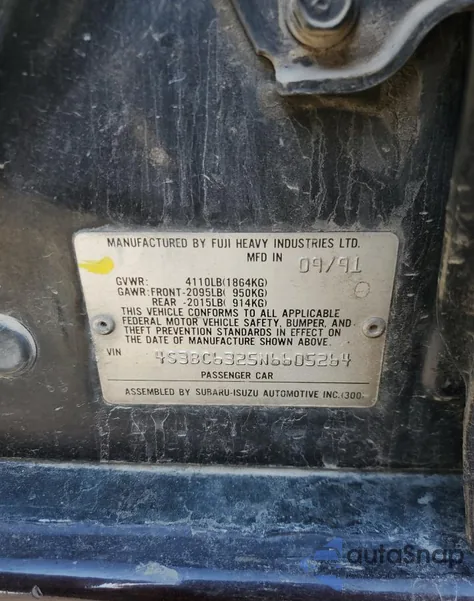 MANUFACTURED BY FUJI HEAVY INDUSTRIES LTD.
MFD IN 09/91
GVWR: 4110LB(1864KG)
GAWR:FRONT-2095LB( 950KG)
REAR -2015LB( 914KG)
THIS VEHICLE CONFORMS TO ALL APPLICABLE
FEDERAL MOTOR VEHICLE SAFETY, BUMPER, AND
THEFT PREVENTION STANDARDS IN EFFECT ON
THE DATE OF MANUFACTURE SHOWN ABOVE
VIN 4S3BC6325N6605264
PASSENGER CAR
ASSEMBLED BY SUBARU-ISUZU AUTOMOTIVE INC.(300)
autoSnap